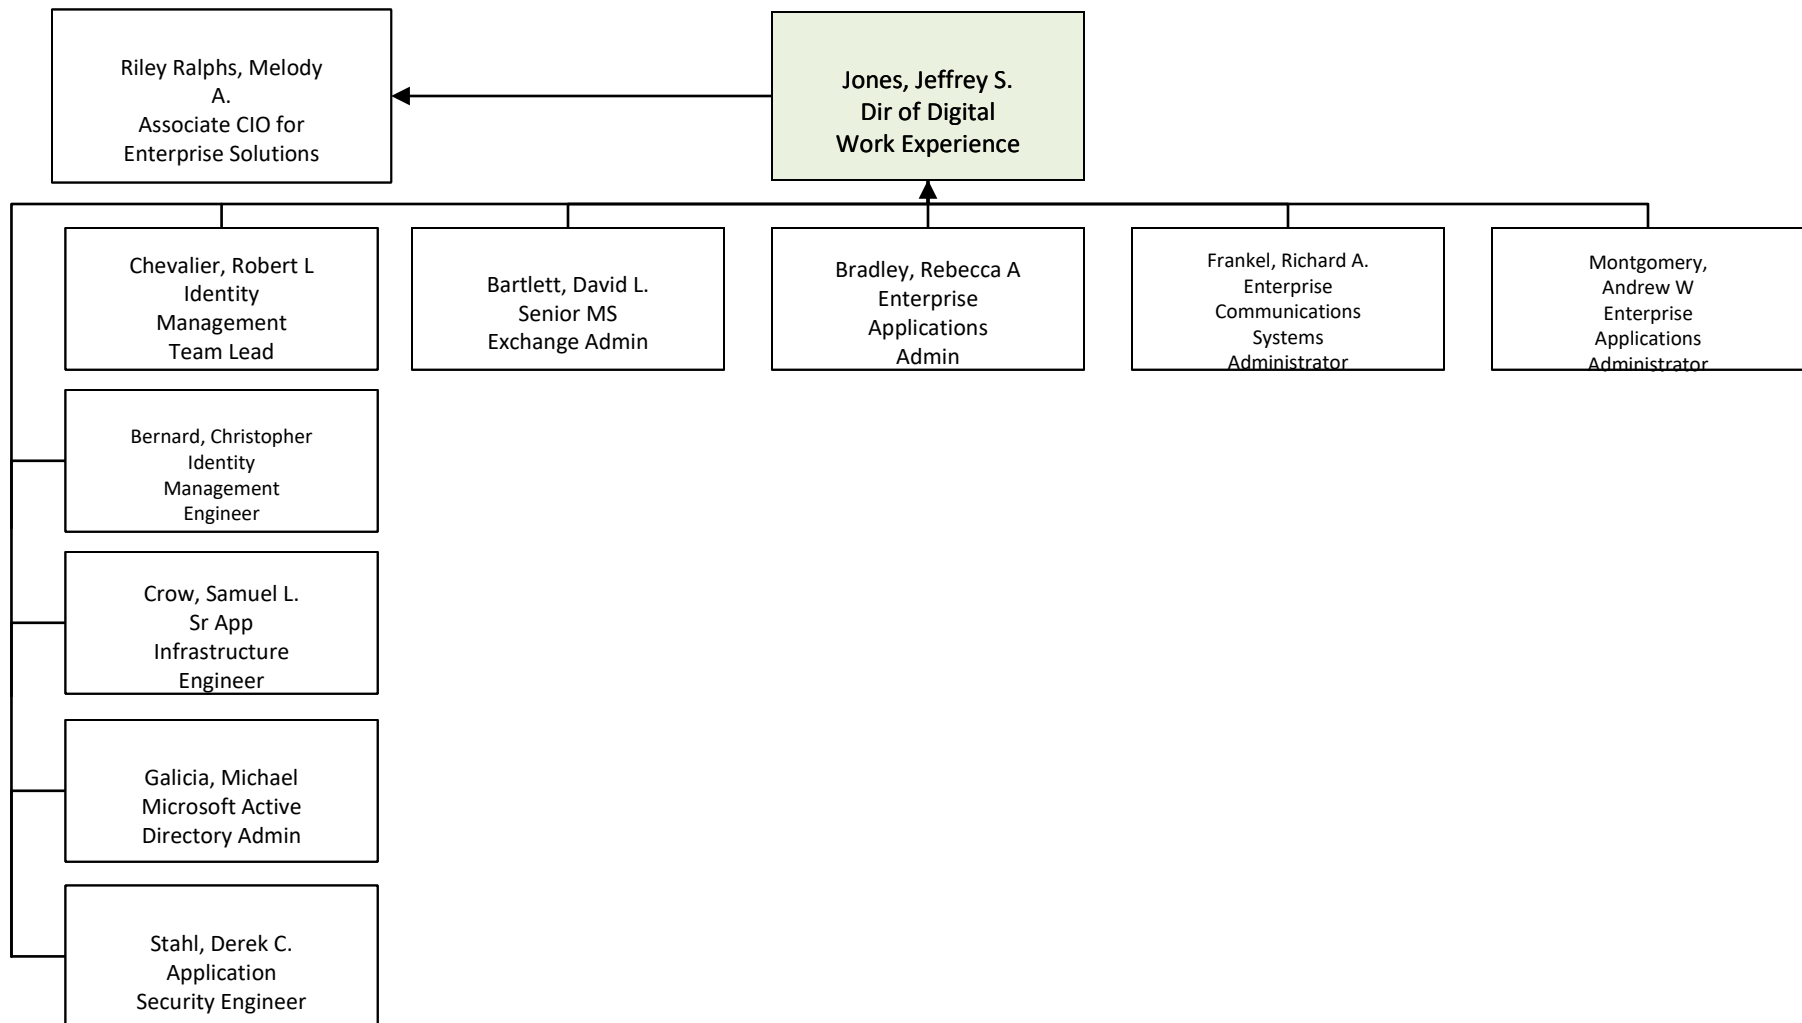 Riley Ralphs, Melody
A.
Associate CIO for
Enterprise Solutions
Jones, Jeffrey S.
Dir of Digital
Work Experience
Chevalier, Robert L
Identity
Management
Team Lead
Bartlett, David L.
Senior MS
Exchange Admin
Bradley, Rebecca A
Enterprise
Applications
Admin
Frankel, Richard A.
Enterprise
Communications
Systems
Administrator
Montgomery,
Andrew W
Enterprise
Applications
Administrator
Bernard, Christopher
Identity
Management
Engineer
Crow, Samuel L.
Sr App
Infrastructure
Engineer
Galicia, Michael
Microsoft Active
Directory Admin
Stahl, Derek C.
Application
Security Engineer